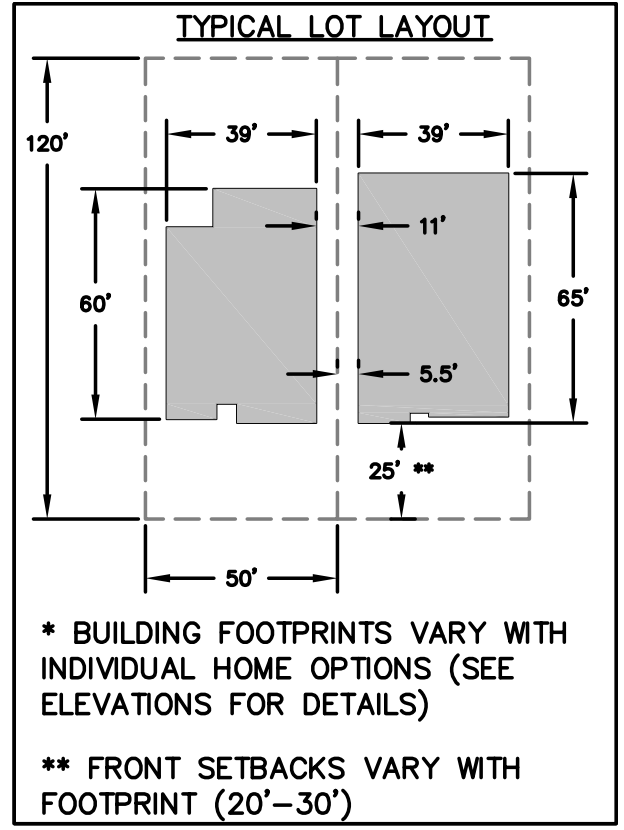 TYPICAL LOT LAYOUT
120'
39'
39'
11'
60'
65'
5.5'
25' **
50'
* BUILDING FOOTPRINTS VARY WITH
INDIVIDUAL HOME OPTIONS (SEE
ELEVATIONS FOR DETAILS)
** FRONT SETBACKS VARY WITH
FOOTPRINT (20'-30')